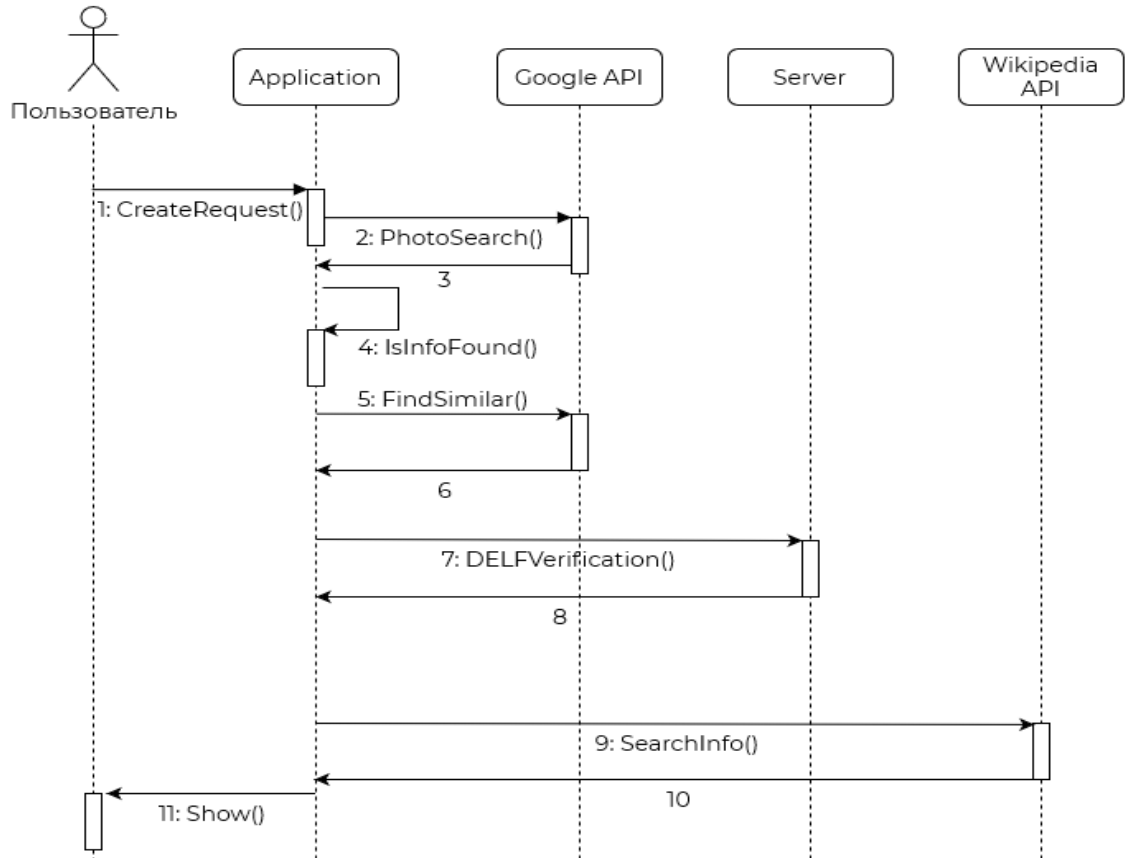 Пользователь
Application
Google API
Server
Wikipedia
API
1: CreateRequest()
2: PhotoSearch()
3
4: IsInfoFound()
5: FindSimilar()
6
7: DELFVerification()
8
9: SearchInfo()
10
11: Show()